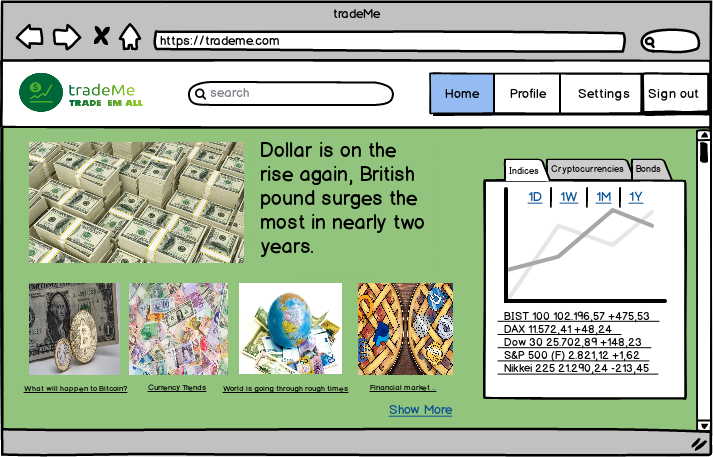 tradeMe
https://trademe.com
tradeMe
TRADE EM ALL
search
Home
Profile
Settings
Sign out
Dollar is on the
rise again, British
pound surges the
most in nearly two
years.
Indices
Cryptocurrencies
Bonds
1D
1W
1M
1Y
BIST 100 102.196,57 +475,53
DAX 11.572,41 +48,24
Dow 30 25.702,89 +148,23
S&P 500 (F) 2.821,12 +1,62
Nikkei 225 21.290,24 -213,45
What will happen to Bitcoin?
Currency Trends
World is going through rough times
Financial market...
Show More